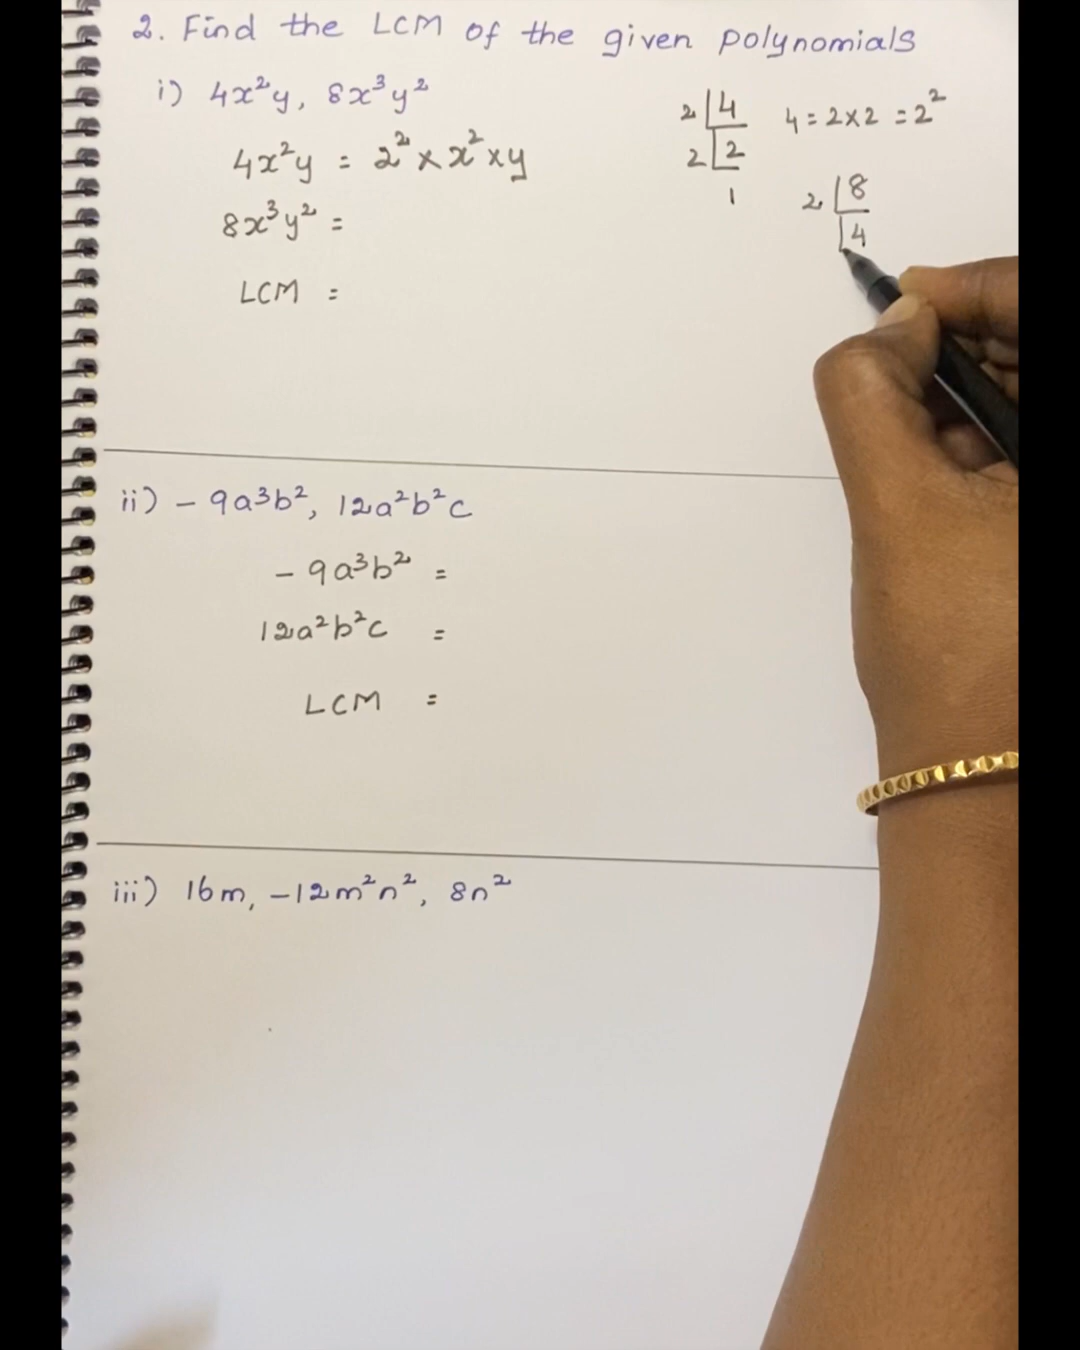 2. Find the LCM of the given polynomials
i) 4x²y, 8x³y²
4x²y = 2² × x² × y
8x³y² =
LCM =
2 | 4
2 | 2
1
4 = 2×2 = 2²
2 | 8
4
ii) - 9a³b², 12a²b²c
- 9a³b² =
12a²b²c =
LCM =
iii) 16m, -12m²n², 8n²